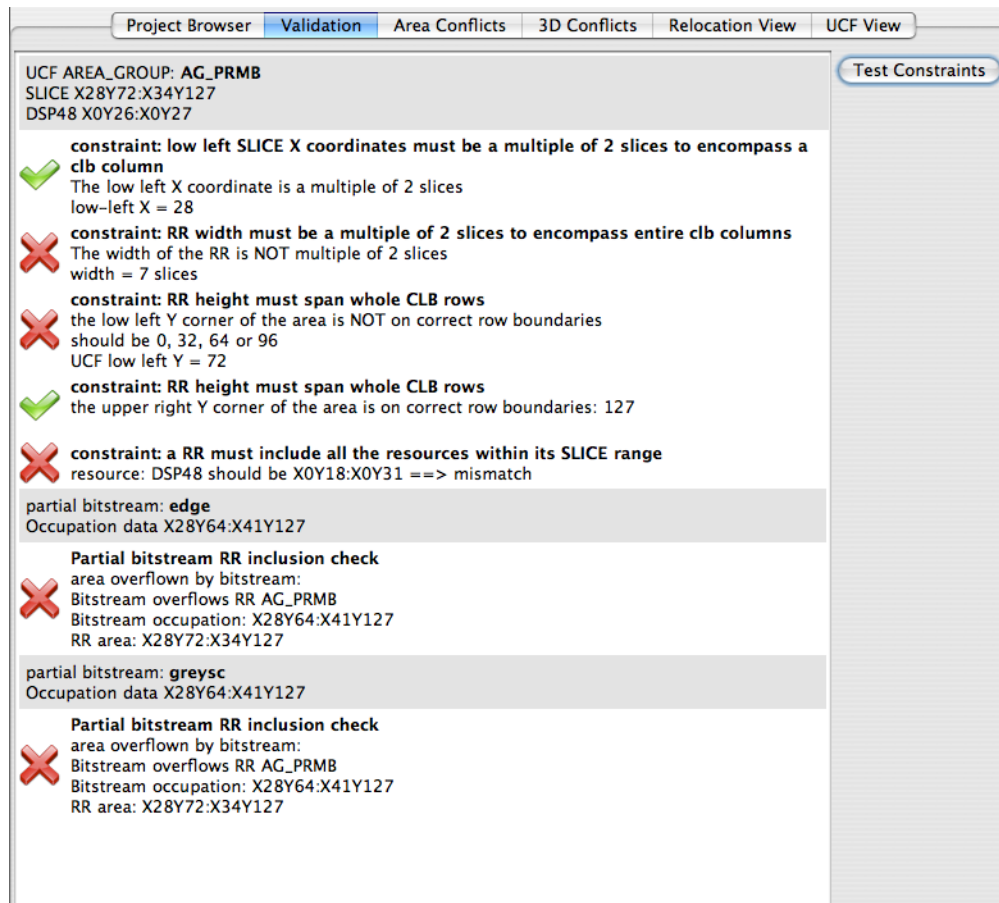 Project Browser Validation Area Conflicts 3D Conflicts Relocation View UCF View
Test Constraints
UCF AREA_GROUP: AG_PRMB
SLICE X28Y72:X34Y127
DSP48 X0Y26:X0Y27
constraint: low left SLICE X coordinates must be a multiple of 2 slices to encompass a
clb column
The low left X coordinate is a multiple of 2 slices
low-left X = 28
constraint: RR width must be a multiple of 2 slices to encompass entire clb columns
The width of the RR is NOT multiple of 2 slices
width = 7 slices
constraint: RR height must span whole CLB rows
the low left Y corner of the area is NOT on correct row boundaries
should be 0, 32, 64 or 96
UCF low left Y = 72
constraint: RR height must span whole CLB rows
the upper right Y corner of the area is on correct row boundaries: 127
constraint: a RR must include all the resources within its SLICE range
resource: DSP48 should be X0Y18:X0Y31 ==> mismatch
partial bitstream: edge
Occupation data X28Y64:X41Y127
Partial bitstream RR inclusion check
area overflown by bitstream:
Bitstream overflows RR AG_PRMB
Bitstream occupation: X28Y64:X41Y127
RR area: X28Y72:X34Y127
partial bitstream: greysc
Occupation data X28Y64:X41Y127
Partial bitstream RR inclusion check
area overflown by bitstream:
Bitstream overflows RR AG_PRMB
Bitstream occupation: X28Y64:X41Y127
RR area: X28Y72:X34Y127